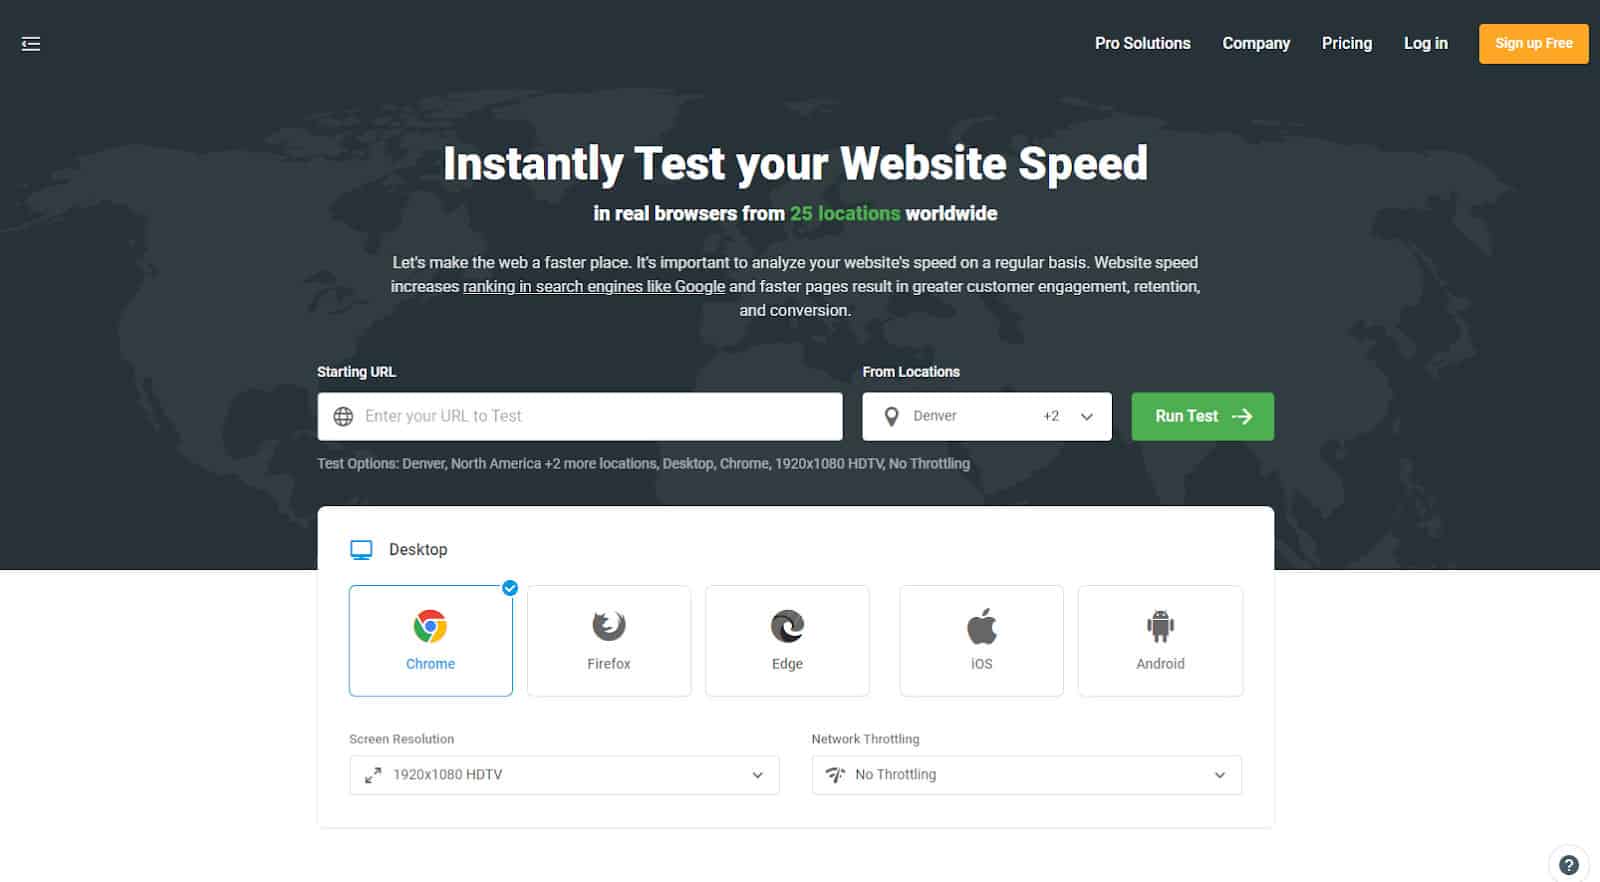 Pro Solutions
Company
Pricing
Log in
Sign up Free
Instantly Test your Website Speed
in real browsers from 25 locations worldwide
Let's make the web a faster place. It's important to analyze your website's speed on a regular basis. Website speed
increases ranking in search engines like Google and faster pages result in greater customer engagement, retention,
and conversion.
Starting URL
From Locations
Enter your URL to Test
Denver
+2
Run Test
Test Options: Denver, North America +2 more locations, Desktop, Chrome, 1920x1080 HDTV, No Throttling
Desktop
Chrome
Firefox
Edge
iOS
Android
Screen Resolution
Network Throttling
1920x1080 HDTV
No Throttling
?